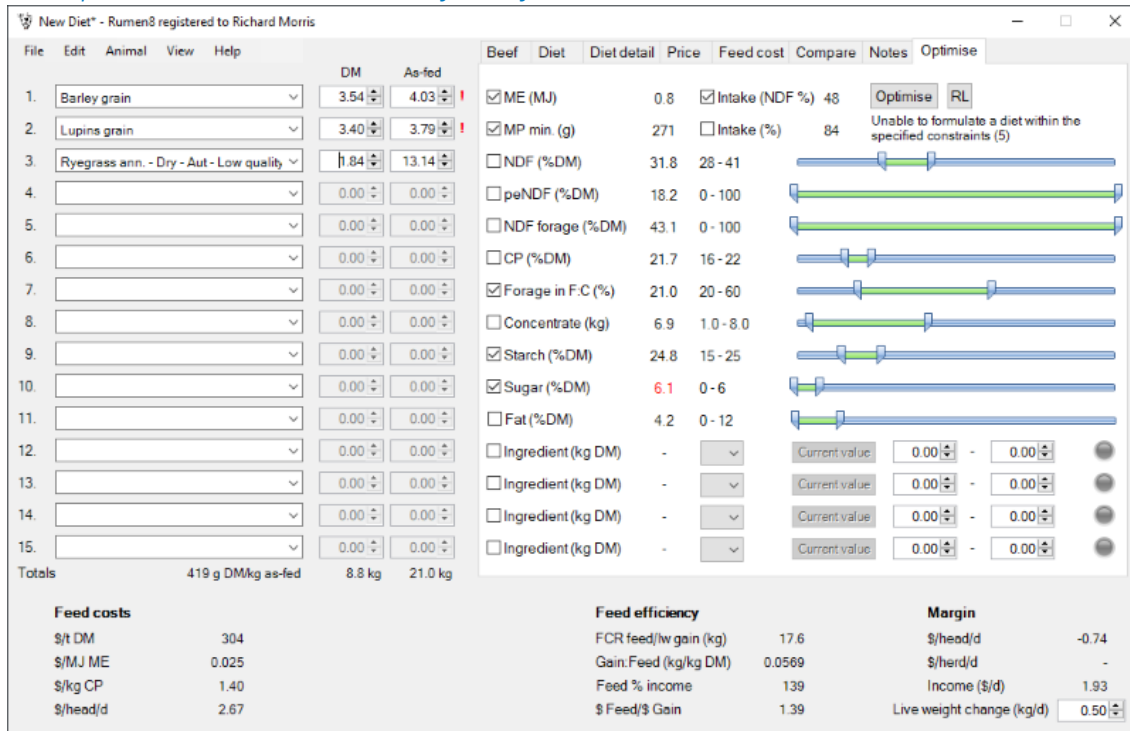 New Diet* - Rumen8 registered to Richard Morris
File Edit Animal View Help
Beef Diet Diet detail Price Feed cost Compare Notes Optimise
DM As-fed
1. Barley grain 3.54 4.03 ! ME (MJ) 0.8 Intake (NDF %) 48 Optimise RL
2. Lupins grain 3.40 3.79 ! MP min. (g) 271 Intake (%) 84 Unable to formulate a diet within the
specified constraints (5)
3. Ryegrass ann. - Dry - Aut - Low quality 1.84 13.14 NDF (%DM) 31.8 28 - 41
4. 0.00 0.00 peNDF (%DM) 18.2 0 - 100
5. 0.00 0.00 NDF forage (%DM) 43.1 0 - 100
6. 0.00 0.00 CP (%DM) 21.7 16 - 22
7. 0.00 0.00 Forage in F:C (%) 21.0 20 - 60
8. 0.00 0.00 Concentrate (kg) 6.9 1.0 - 8.0
9. 0.00 0.00 Starch (%DM) 24.8 15 - 25
10. 0.00 0.00 Sugar (%DM) 6.1 0 - 6
11. 0.00 0.00 Fat (%DM) 4.2 0 - 12
12. 0.00 0.00 Ingredient (kg DM) - Current value 0.00 - 0.00
13. 0.00 0.00 Ingredient (kg DM) - Current value 0.00 - 0.00
14. 0.00 0.00 Ingredient (kg DM) - Current value 0.00 - 0.00
15. 0.00 0.00 Ingredient (kg DM) - Current value 0.00 - 0.00
Totals 419 g DM/kg as-fed 8.8 kg 21.0 kg
Feed costs Feed efficiency Margin
$/t DM 304 FCR feed/lw gain (kg) 17.6 $/head/d -0.74
$/MJ ME 0.025 Gain:Feed (kg/kg DM) 0.0569 $/herd/d -
$/kg CP 1.40 Feed % income 139 Income ($/d) 1.93
$/head/d 2.67 $ Feed/$ Gain 1.39 Live weight change (kg/d) 0.50